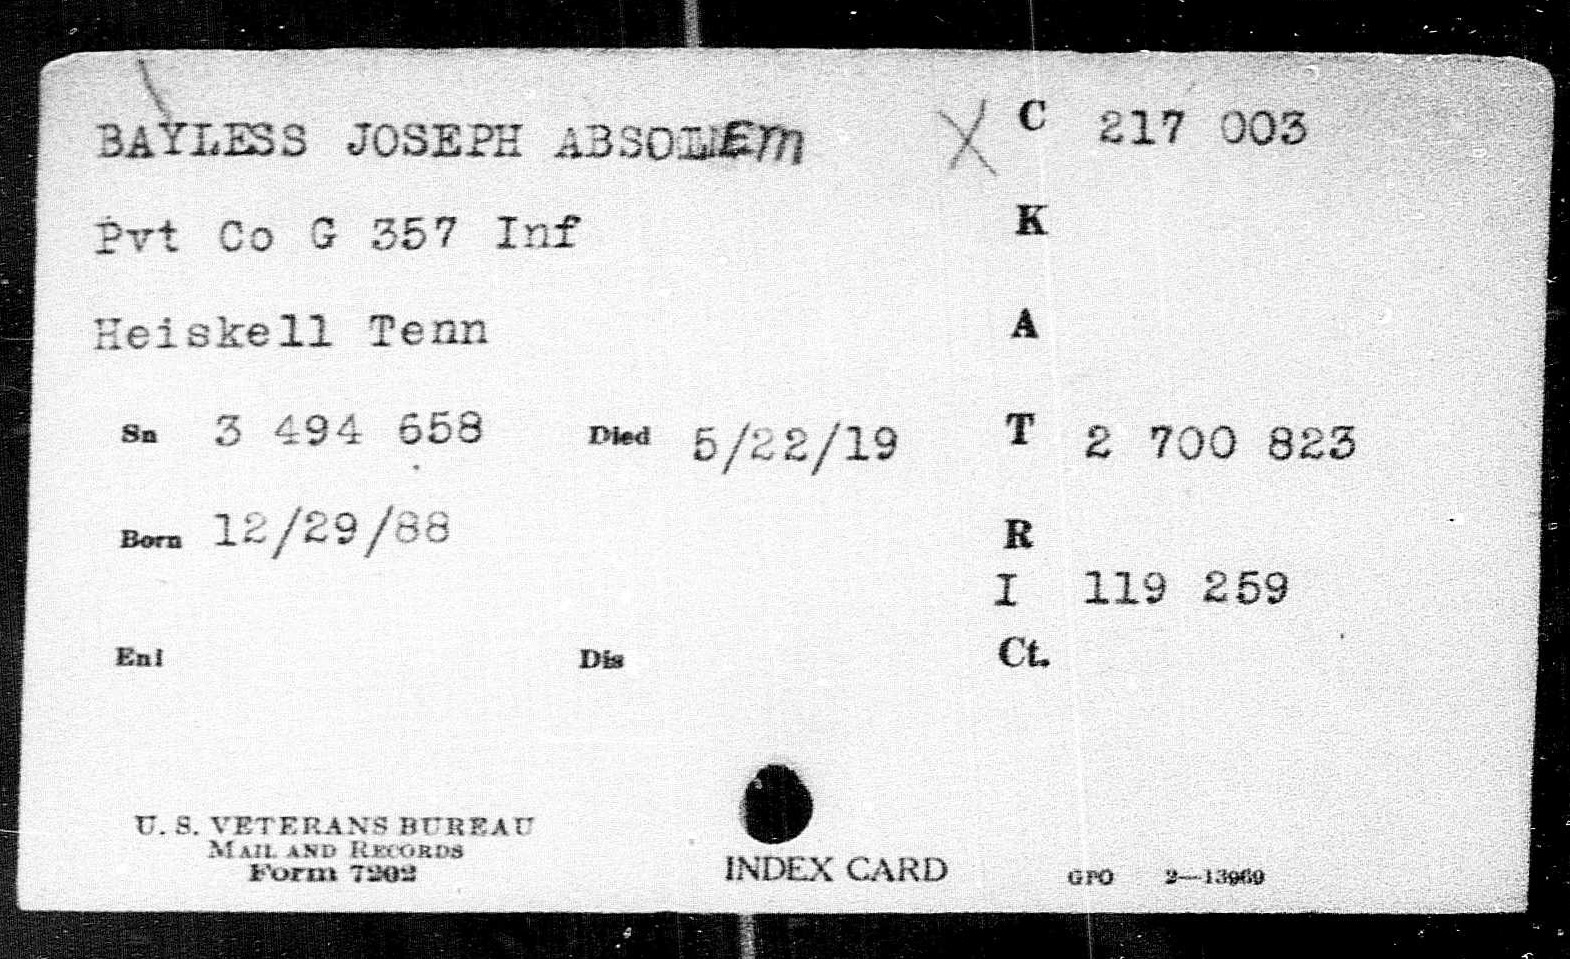 BAYLESS JOSEPH ABSOLEm X C 217 003
Pvt Co G 357 Inf K
Heiskell Tenn A
Sn 3 494 658 Died 5/22/19 T 2 700 823
Born 12/29/88 R
I 119 259
Enl Dis Ct.
U. S. VETERANS BUREAU
MAIL AND RECORDS
Form 7202
INDEX CARD
GPO 2—13969